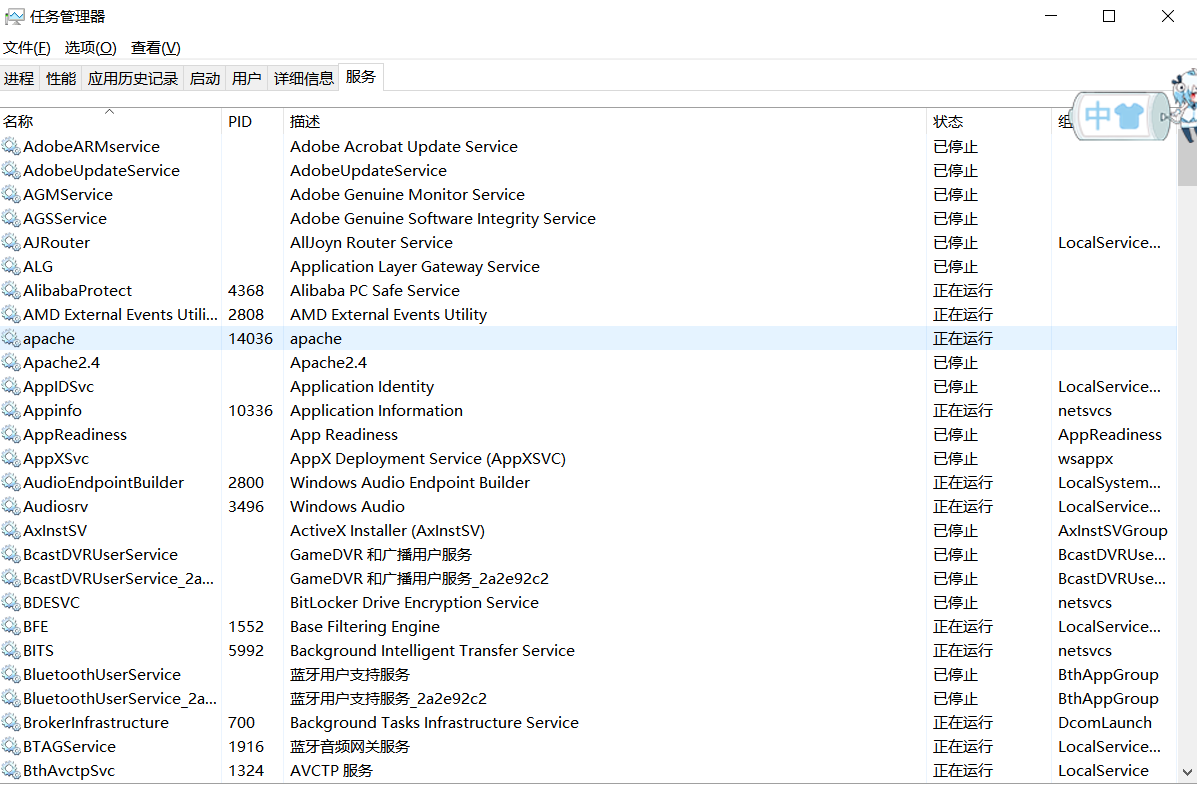 任务管理器
文件(F) 选项(O) 查看(V)
进程 性能 应用历史记录 启动 用户 详细信息 服务
名称 PID 描述 状态 组
中
AdobeARMservice Adobe Acrobat Update Service 已停止
AdobeUpdateService AdobeUpdateService 已停止
AGMService Adobe Genuine Monitor Service 已停止
AGSService Adobe Genuine Software Integrity Service 已停止
AJRouter AllJoyn Router Service 已停止 LocalService...
ALG Application Layer Gateway Service 已停止
AlibabaProtect 4368 Alibaba PC Safe Service 正在运行
AMD External Events Utili... 2808 AMD External Events Utility 正在运行
apache 14036 apache 正在运行
Apache2.4 Apache2.4 已停止
AppIDSvc Application Identity 已停止 LocalService...
Appinfo 10336 Application Information 正在运行 netsvcs
AppReadiness App Readiness 已停止 AppReadiness
AppXSvc AppX Deployment Service (AppXSVC) 已停止 wsappx
AudioEndpointBuilder 2800 Windows Audio Endpoint Builder 正在运行 LocalSystem...
Audiosrv 3496 Windows Audio 正在运行 LocalService...
AxInstSV ActiveX Installer (AxInstSV) 已停止 AxInstSVGroup
BcastDVRUserService GameDVR 和广播用户服务 已停止 BcastDVRUse...
BcastDVRUserService_2a... GameDVR 和广播用户服务_2a2e92c2 已停止 BcastDVRUse...
BDESVC BitLocker Drive Encryption Service 已停止 netsvcs
BFE 1552 Base Filtering Engine 正在运行 LocalService...
BITS 5992 Background Intelligent Transfer Service 正在运行 netsvcs
BluetoothUserService 蓝牙用户支持服务 已停止 BthAppGroup
BluetoothUserService_2a... 蓝牙用户支持服务_2a2e92c2 已停止 BthAppGroup
BrokerInfrastructure 700 Background Tasks Infrastructure Service 正在运行 DcomLaunch
BTAGService 1916 蓝牙音频网关服务 正在运行 LocalService...
BthAvctpSvc 1324 AVCTP 服务 正在运行 LocalService